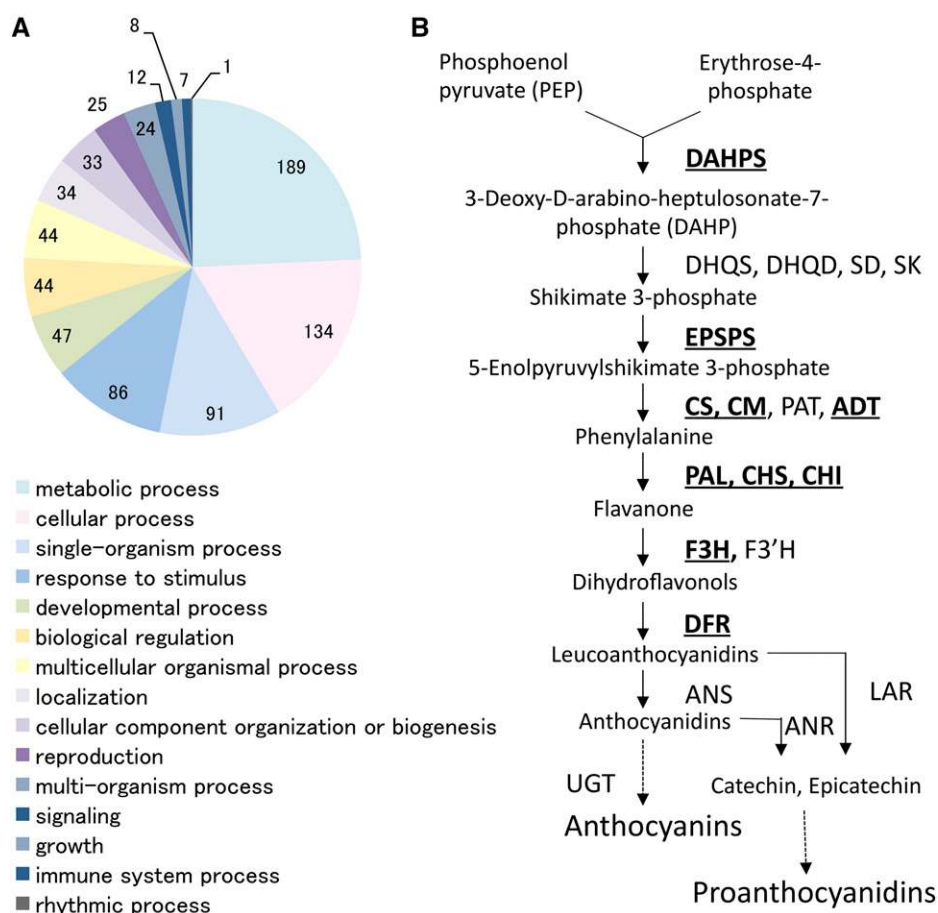 A
8
7
1
12
25
24
33
189
34
44
44
134
47
86
91
metabolic process
cellular process
single-organism process
response to stimulus
developmental process
biological regulation
multicellular organismal process
localization
cellular component organization or biogenesis
reproduction
multi-organism process
signaling
growth
immune system process
rhythmic process
B
Phosphoenol
pyruvate (PEP)
Erythrose-4-
phosphate
DAHPS
3-Deoxy-D-arabino-heptulosonate-7-
phosphate (DAHP)
DHQS, DHQD, SD, SK
Shikimate 3-phosphate
EPSPS
5-Enolpyruvylshikimate 3-phosphate
CS, CM, PAT, ADT
Phenylalanine
PAL, CHS, CHI
Flavanone
F3H, F3’H
Dihydroflavonols
DFR
Leucoanthocyanidins
LAR
ANS
Anthocyanidins
ANR
UGT
Catechin, Epicatechin
Anthocyanins
Proanthocyanidins